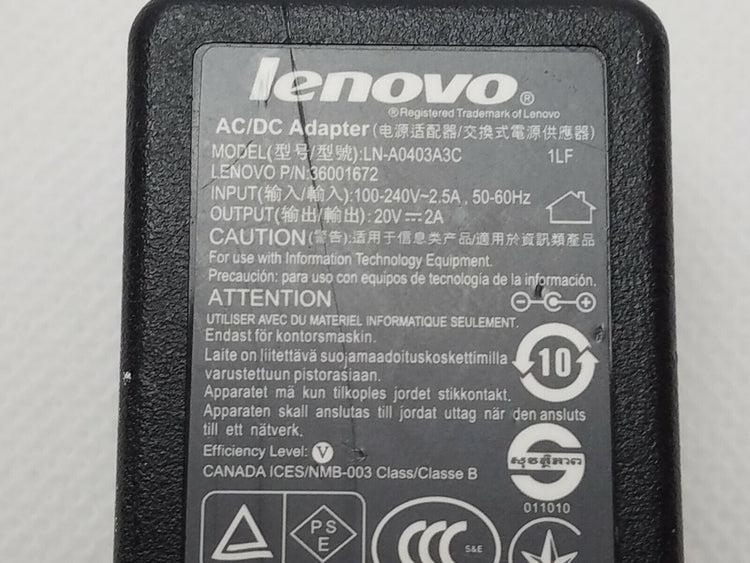 lenovo®
®Registered Trademark of Lenovo
AC/DC Adapter(电源适配器/交換式電源供應器)
MODEL(型号/型號):LN-A0403A3C 1LF
LENOVO P/N:36001672
INPUT(输入/輸入):100-240V~2.5A , 50-60Hz
OUTPUT(输出/輸出):20V⎓2A
CAUTION(警告):适用于信息类产品/適用於資訊類產品
For use with Information Technology Equipment.
Precaución: para uso con equipos de tecnología de la información.
ATTENTION
UTILISER AVEC DU MATERIEL INFORMATIQUE SEULEMENT.
Endast för kontorsmaskin.
Laite on liitettävä suojamaadoituskoskettimilla
varustettuun pistorasiaan.
Apparatet må kun tilkoples jordet stikkontakt.
Apparaten skall anslutas till jordat uttag när den ansluts
till ett nätverk.
10
Efficiency Level: V
CANADA ICES/NMB-003 Class/Classe B
011010
PS
E
CCC
S&E